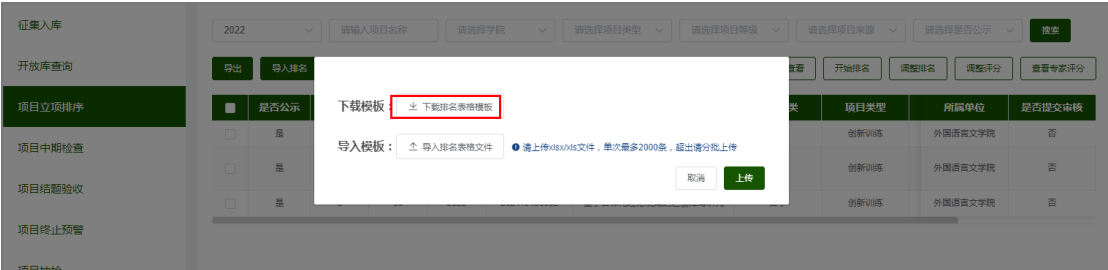 征集入库
开放库查询
项目立项排序
项目中期检查
项目结题验收
项目终止预警
2022 请输入项目名称 请选择学院 请选择项目类型 请选择项目等级 请选择项目来源 请选择是否公示 搜索
导出 导入排名 查看 开始排名 调整排名 调整评分 查看专家评分
是否公示 类 项目类型 所属单位 是否提交审核
是 创新训练 外国语言文学院 否
是 创新训练 外国语言文学院 否
是 创新训练 外国语言文学院 否
下载模板： 下载排名表格模板
导入模板： 导入排名表格文件 请上传xlsx/xls文件，单次最多2000条，超出请分批上传
取消 上传